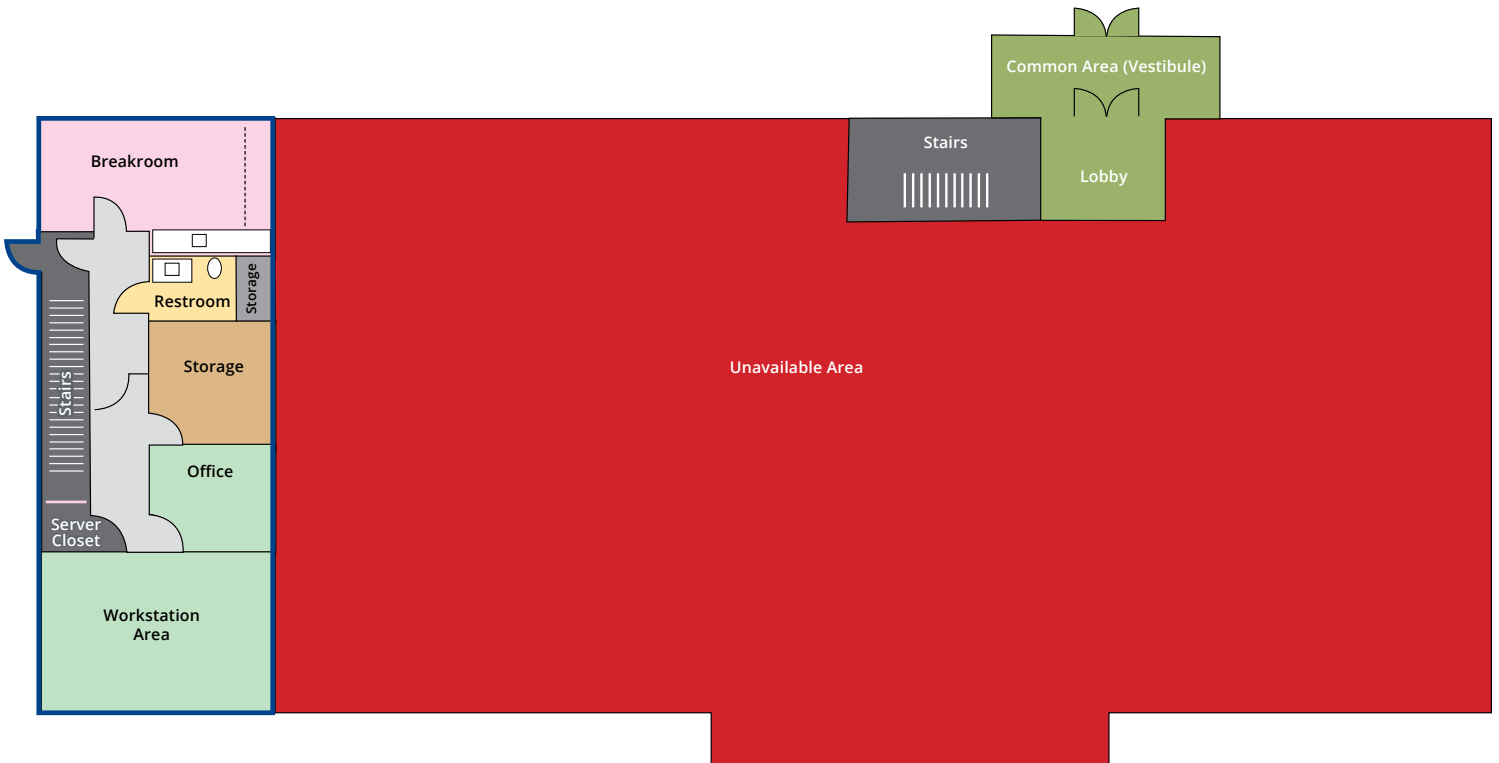 Common Area (Vestibule)
Stairs
Lobby
Breakroom
Restroom
Storage
Storage
Stairs
Unavailable Area
Office
Server
Closet
Workstation
Area